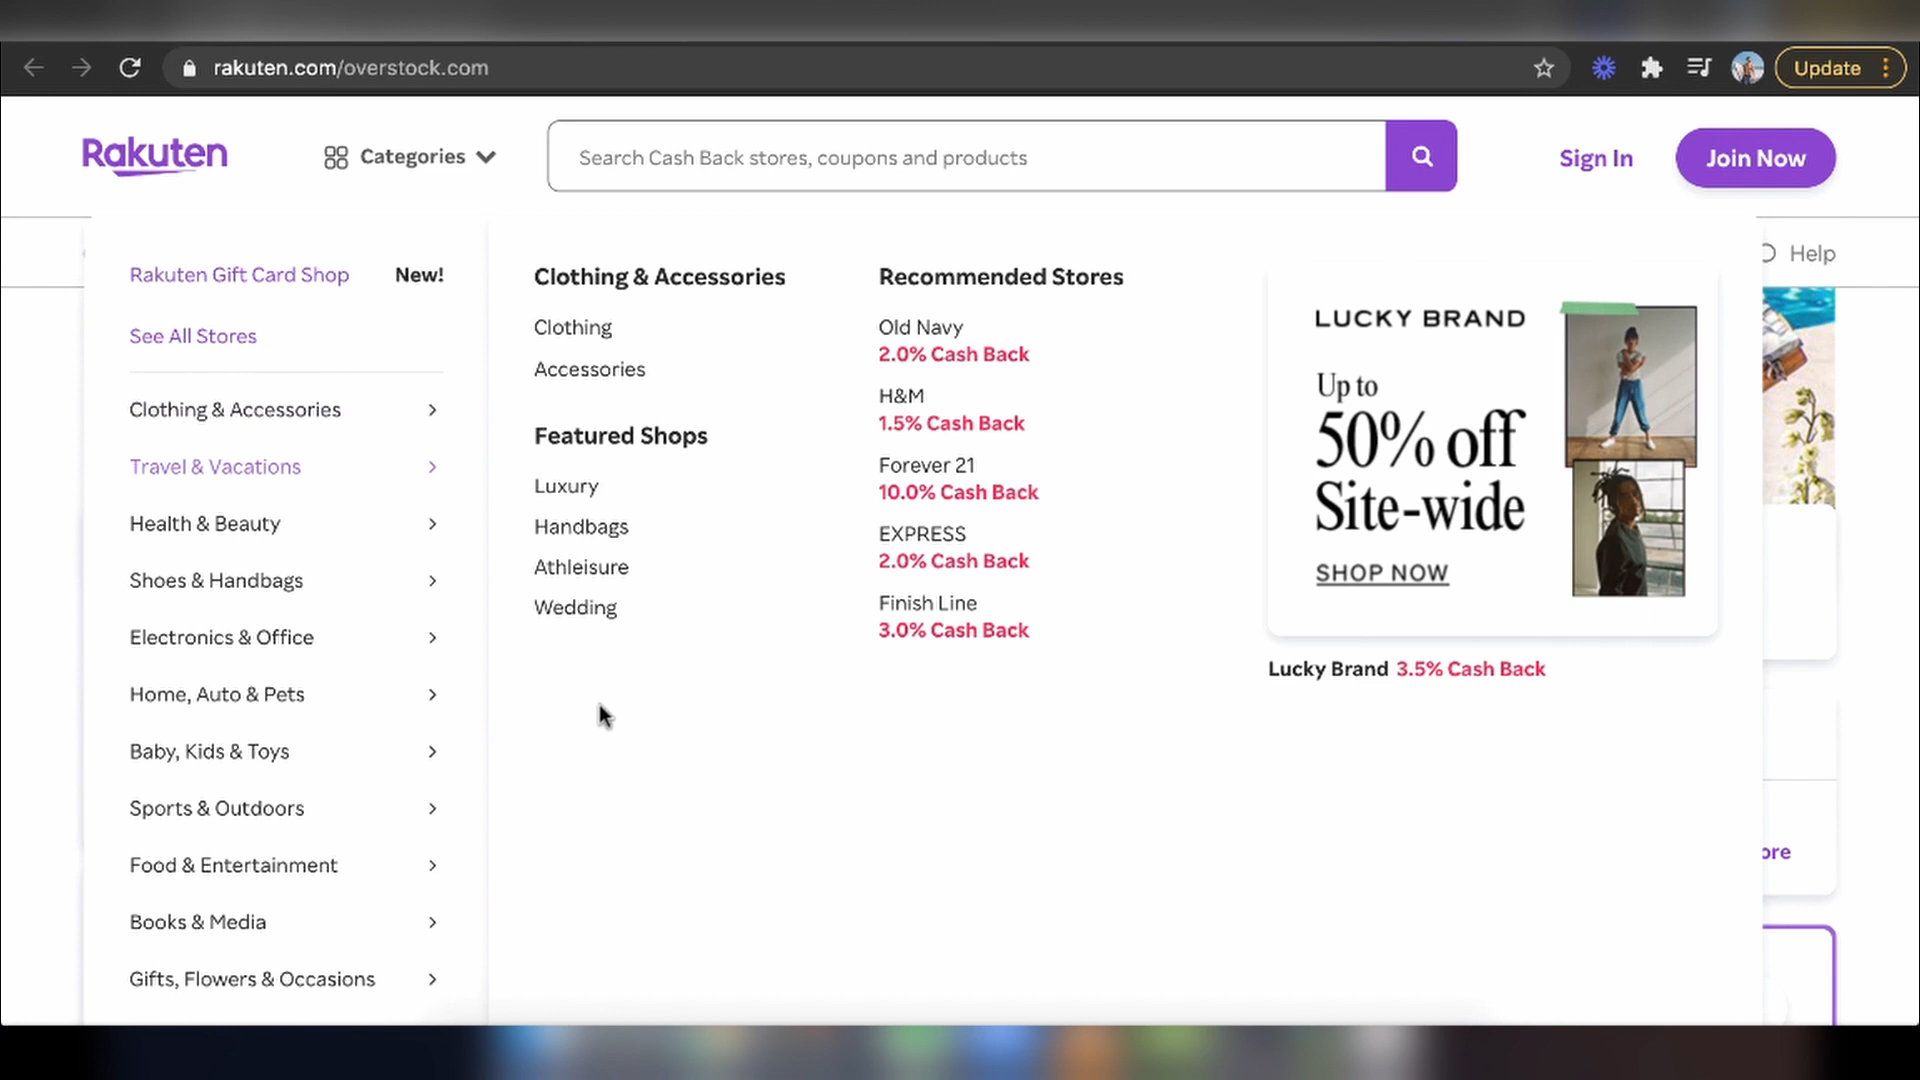 rakuten.com/overstock.com
Update
Rakuten
Categories
Search Cash Back stores, coupons and products
Sign In
Join Now
Help
Rakuten Gift Card Shop New!
See All Stores
Clothing & Accessories
Travel & Vacations
Health & Beauty
Shoes & Handbags
Electronics & Office
Home, Auto & Pets
Baby, Kids & Toys
Sports & Outdoors
Food & Entertainment
Books & Media
Gifts, Flowers & Occasions
Clothing & Accessories
Clothing
Accessories
Featured Shops
Luxury
Handbags
Athleisure
Wedding
Recommended Stores
Old Navy
2.0% Cash Back
H&M
1.5% Cash Back
Forever 21
10.0% Cash Back
EXPRESS
2.0% Cash Back
Finish Line
3.0% Cash Back
LUCKY BRAND
Up to
50% off
Site-wide
SHOP NOW
Lucky Brand 3.5% Cash Back
ore